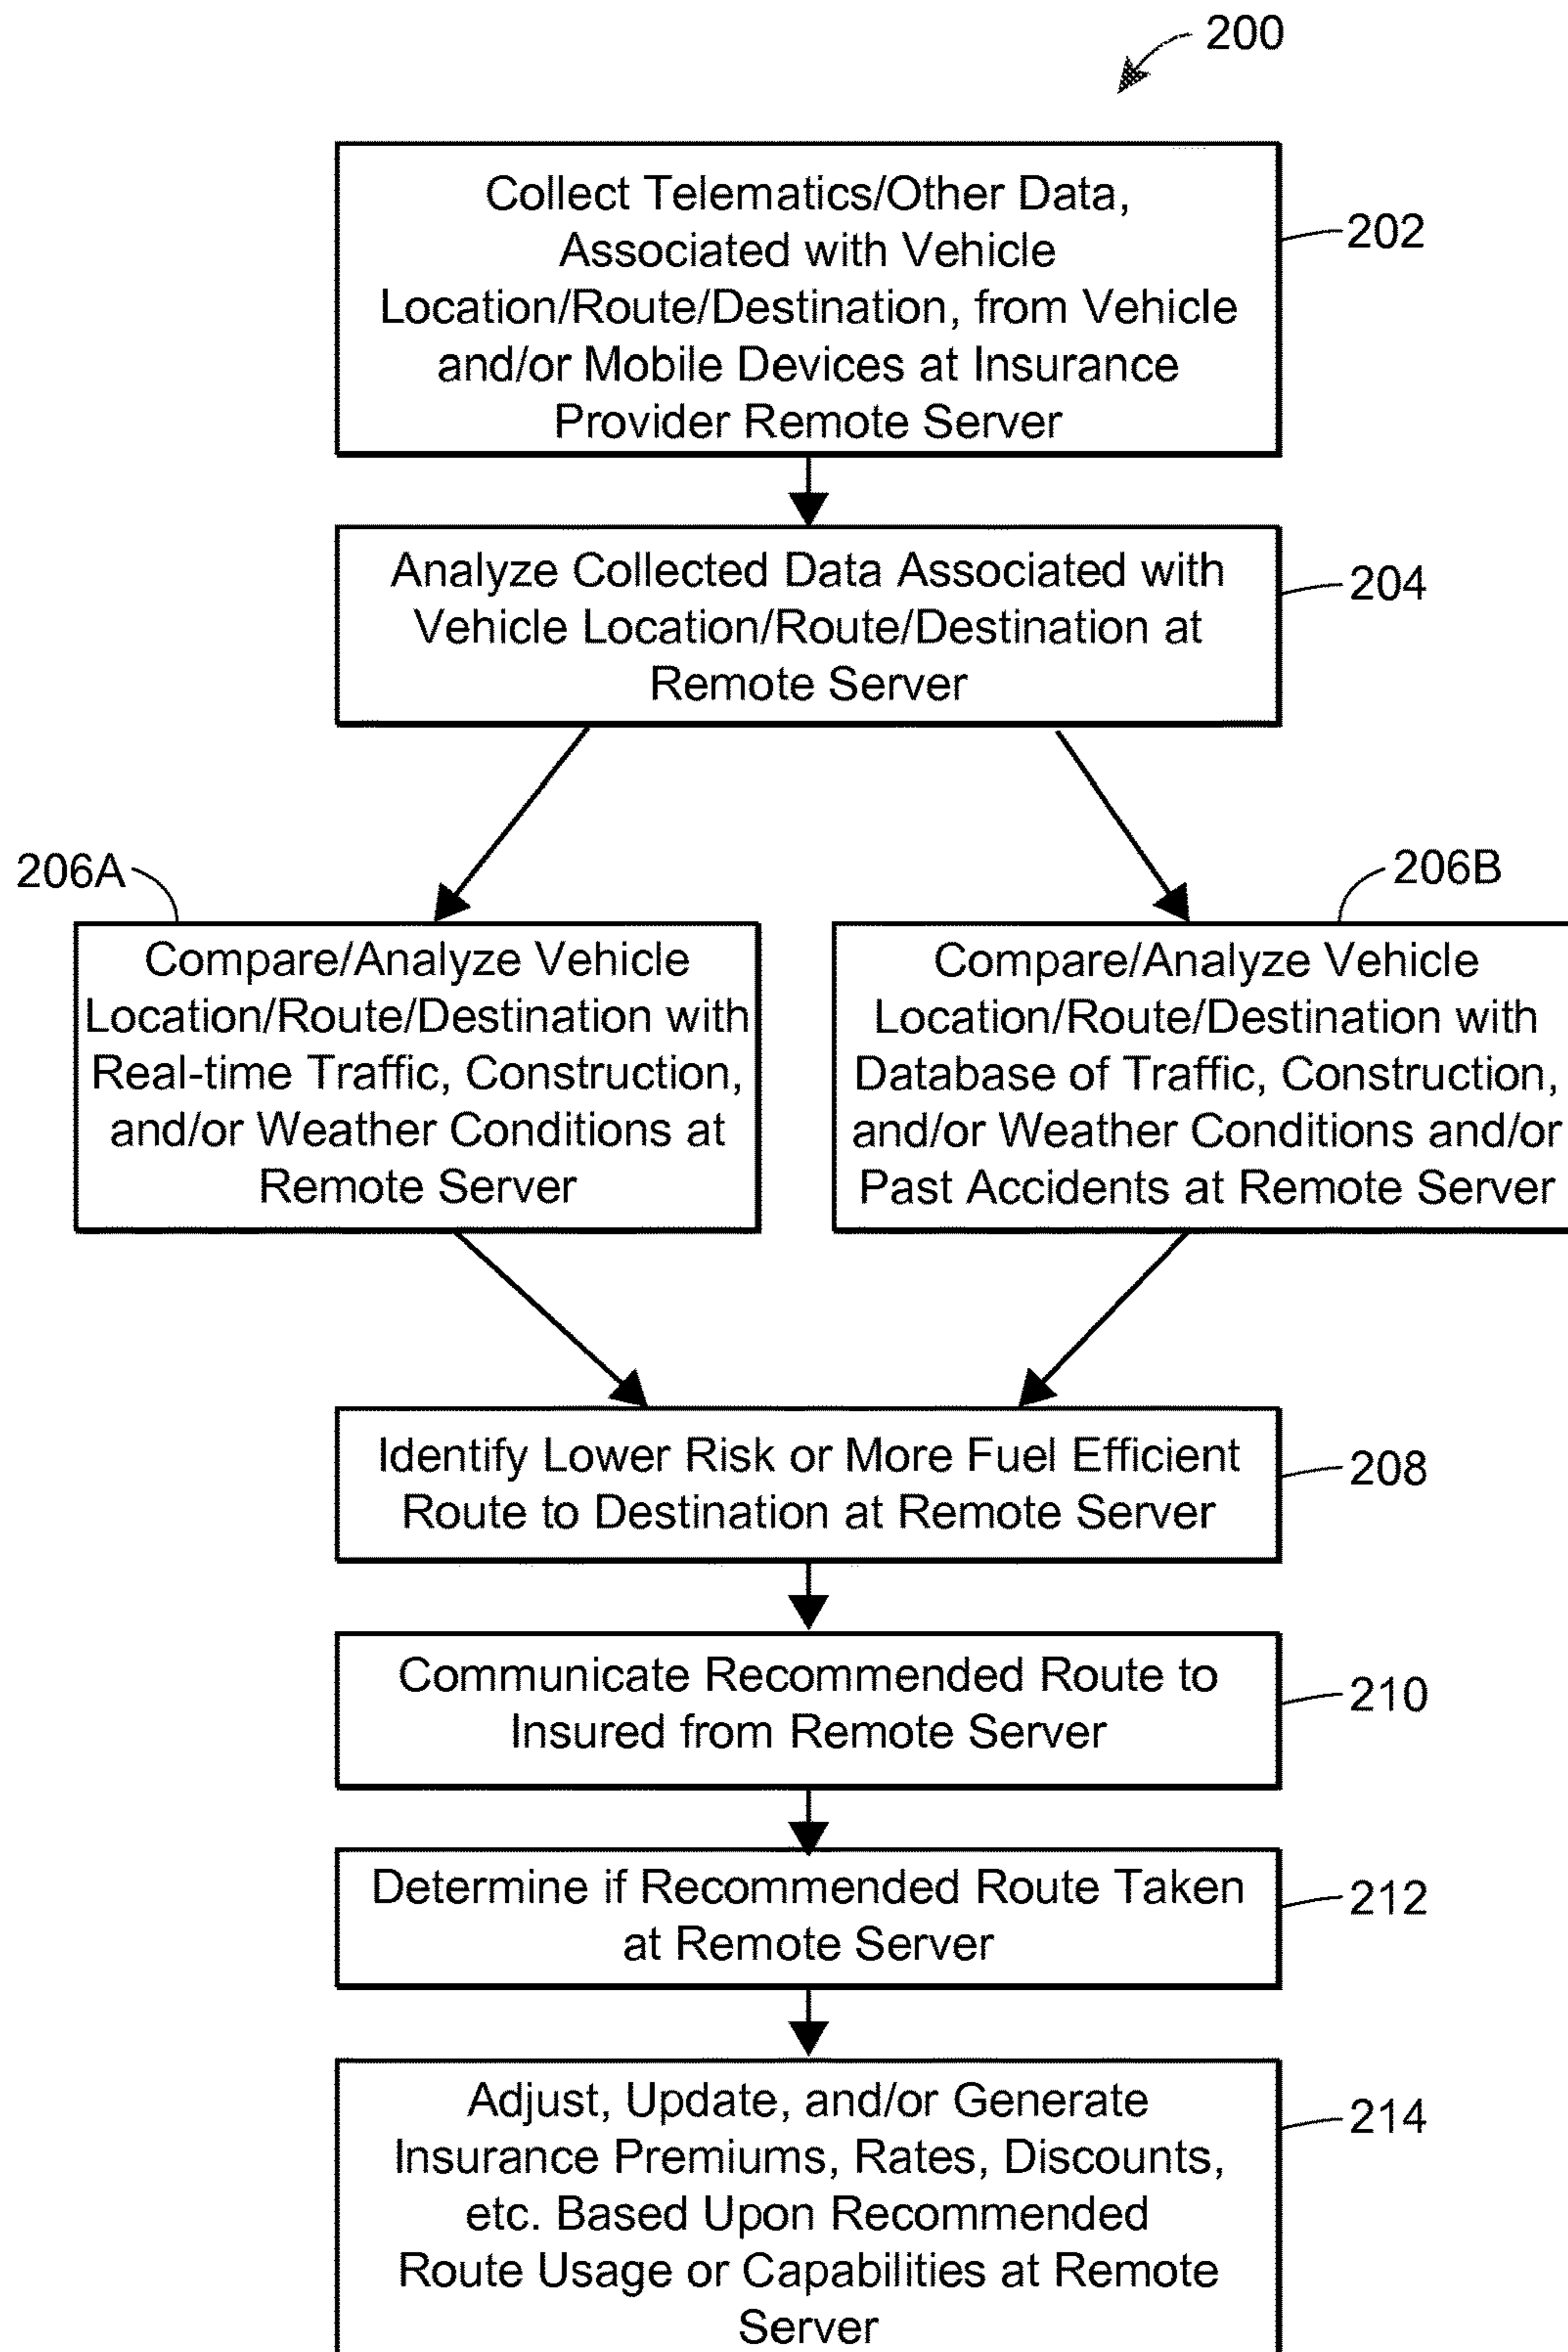 200
Collect Telematics/Other Data,
Associated with Vehicle
Location/Route/Destination, from Vehicle
and/or Mobile Devices at Insurance
Provider Remote Server
202
Analyze Collected Data Associated with
Vehicle Location/Route/Destination at
Remote Server
204
206A
Compare/Analyze Vehicle
Location/Route/Destination with
Real-time Traffic, Construction,
and/or Weather Conditions at
Remote Server
206B
Compare/Analyze Vehicle
Location/Route/Destination with
Database of Traffic, Construction,
and/or Weather Conditions and/or
Past Accidents at Remote Server
Identify Lower Risk or More Fuel Efficient
Route to Destination at Remote Server
208
Communicate Recommended Route to
Insured from Remote Server
210
Determine if Recommended Route Taken
at Remote Server
212
Adjust, Update, and/or Generate
Insurance Premiums, Rates, Discounts,
etc. Based Upon Recommended
Route Usage or Capabilities at Remote
Server
214